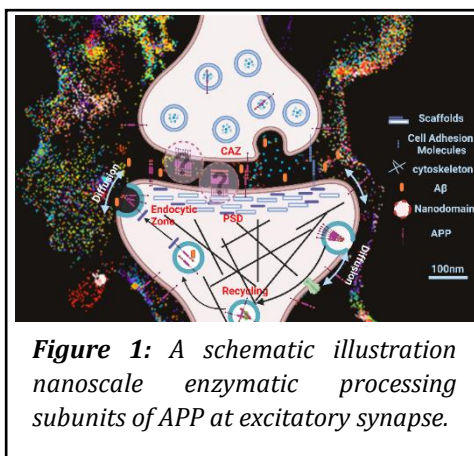 CAZ
?
?
Diffusion
Endocytic
Zone
PSD
Recycling
Diffusion
Scaffolds
Cell Adhesion
Molecules
cytoskeleton
Aβ
Nanodomain
APP
100nm
Figure 1: A schematic illustration
nanoscale enzymatic processing
subunits of APP at excitatory synapse.